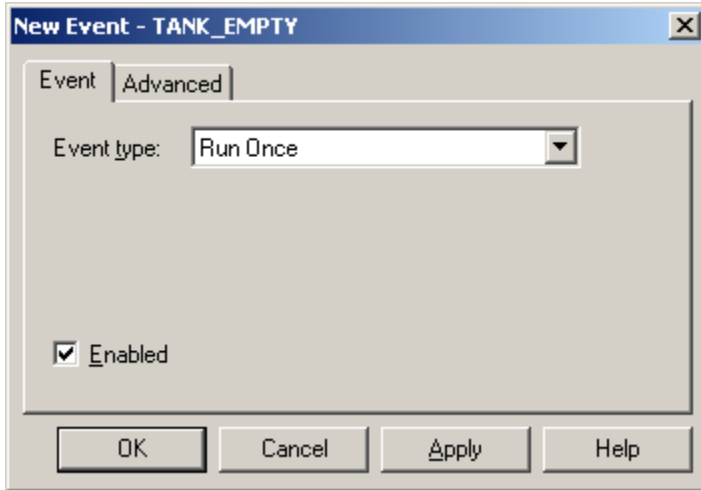 New Event - TANK_EMPTY
Event Advanced
Event type: Run Once
Enabled
OK Cancel Apply Help